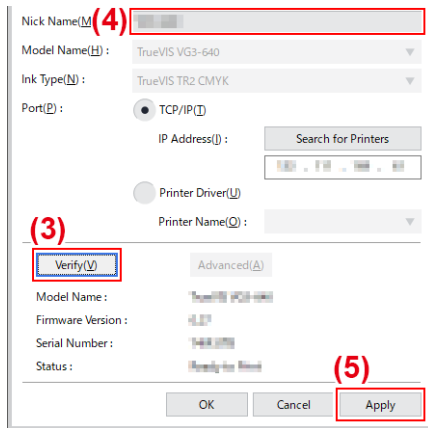 Nick Name(M (4)
Model Name(H) : TrueVIS VG3-640
Ink Type(N) : TrueVIS TR2 CMYK
Port(P) : TCP/IP(T)
IP Address(I) : Search for Printers
Printer Driver(U)
Printer Name(O) :
(3)
Verify(V) Advanced(A)
Model Name :
Firmware Version :
Serial Number :
Status :
(5)
OK Cancel Apply